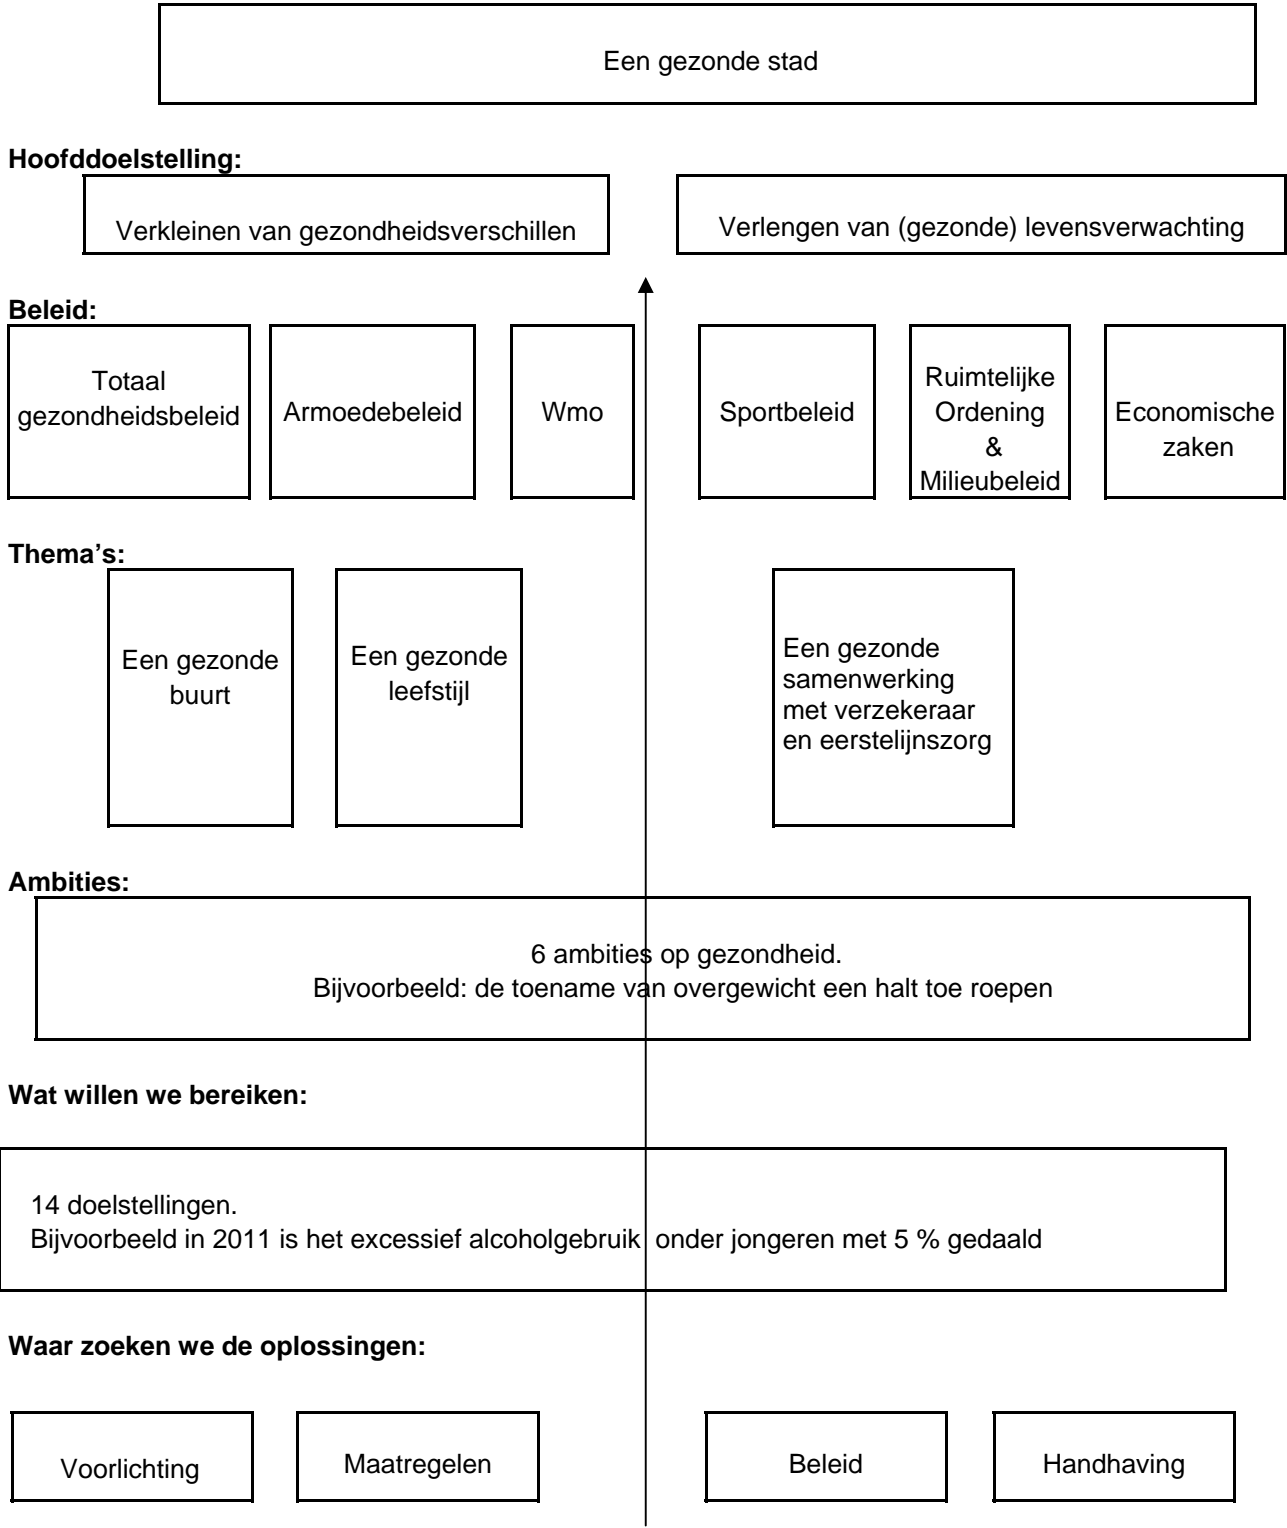 Een gezonde stad
Hoofddoelstelling:
Verkleinen van gezondheidsverschillen
Verlengen van (gezonde) levensverwachting
Beleid:
Totaal
gezondheidsbeleid
Armoedebeleid
Wmo
Sportbeleid
Ruimtelijke
Ordening
&
Milieubeleid
Economische
zaken
Thema's:
Een gezonde
buurt
Een gezonde
leefstijl
Een gezonde
samenwerking
met verzekeraar
en eerstelijnszorg
Ambities:
6 ambities op gezondheid.
Bijvoorbeeld: de toename van overgewicht een halt toe roepen
Wat willen we bereiken:
14 doelstellingen.
Bijvoorbeeld in 2011 is het excessief alcoholgebruik onder jongeren met 5 % gedaald
Waar zoeken we de oplossingen:
Voorlichting
Maatregelen
Beleid
Handhaving